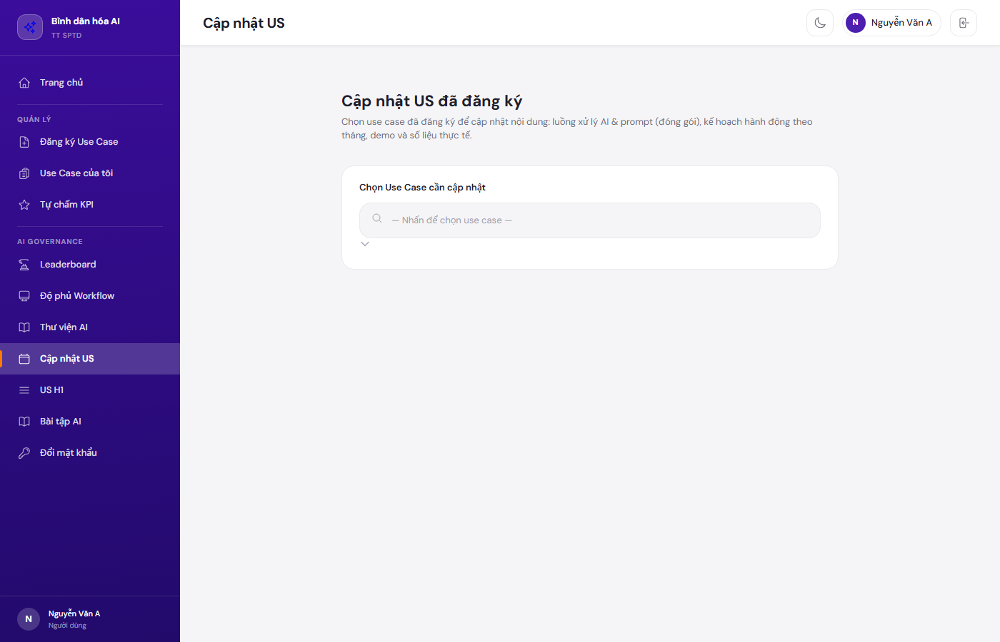 Bình dân hóa AI
TT SPTD
Trang chủ
QUẢN LÝ
Đăng ký Use Case
Use Case của tôi
Tự chấm KPI
AI GOVERNANCE
Leaderboard
Độ phủ Workflow
Thư viện AI
Cập nhật US
US H1
Bài tập AI
Đổi mật khẩu
N
Nguyễn Văn A
Người dùng
Cập nhật US
N
Nguyễn Văn A
Cập nhật US đã đăng ký
Chọn use case đã đăng ký để cập nhật nội dung: luồng xử lý AI & prompt (đóng gói), kế hoạch hành động theo
tháng, demo và số liệu thực tế.
Chọn Use Case cần cập nhật
— Nhấn để chọn use case —